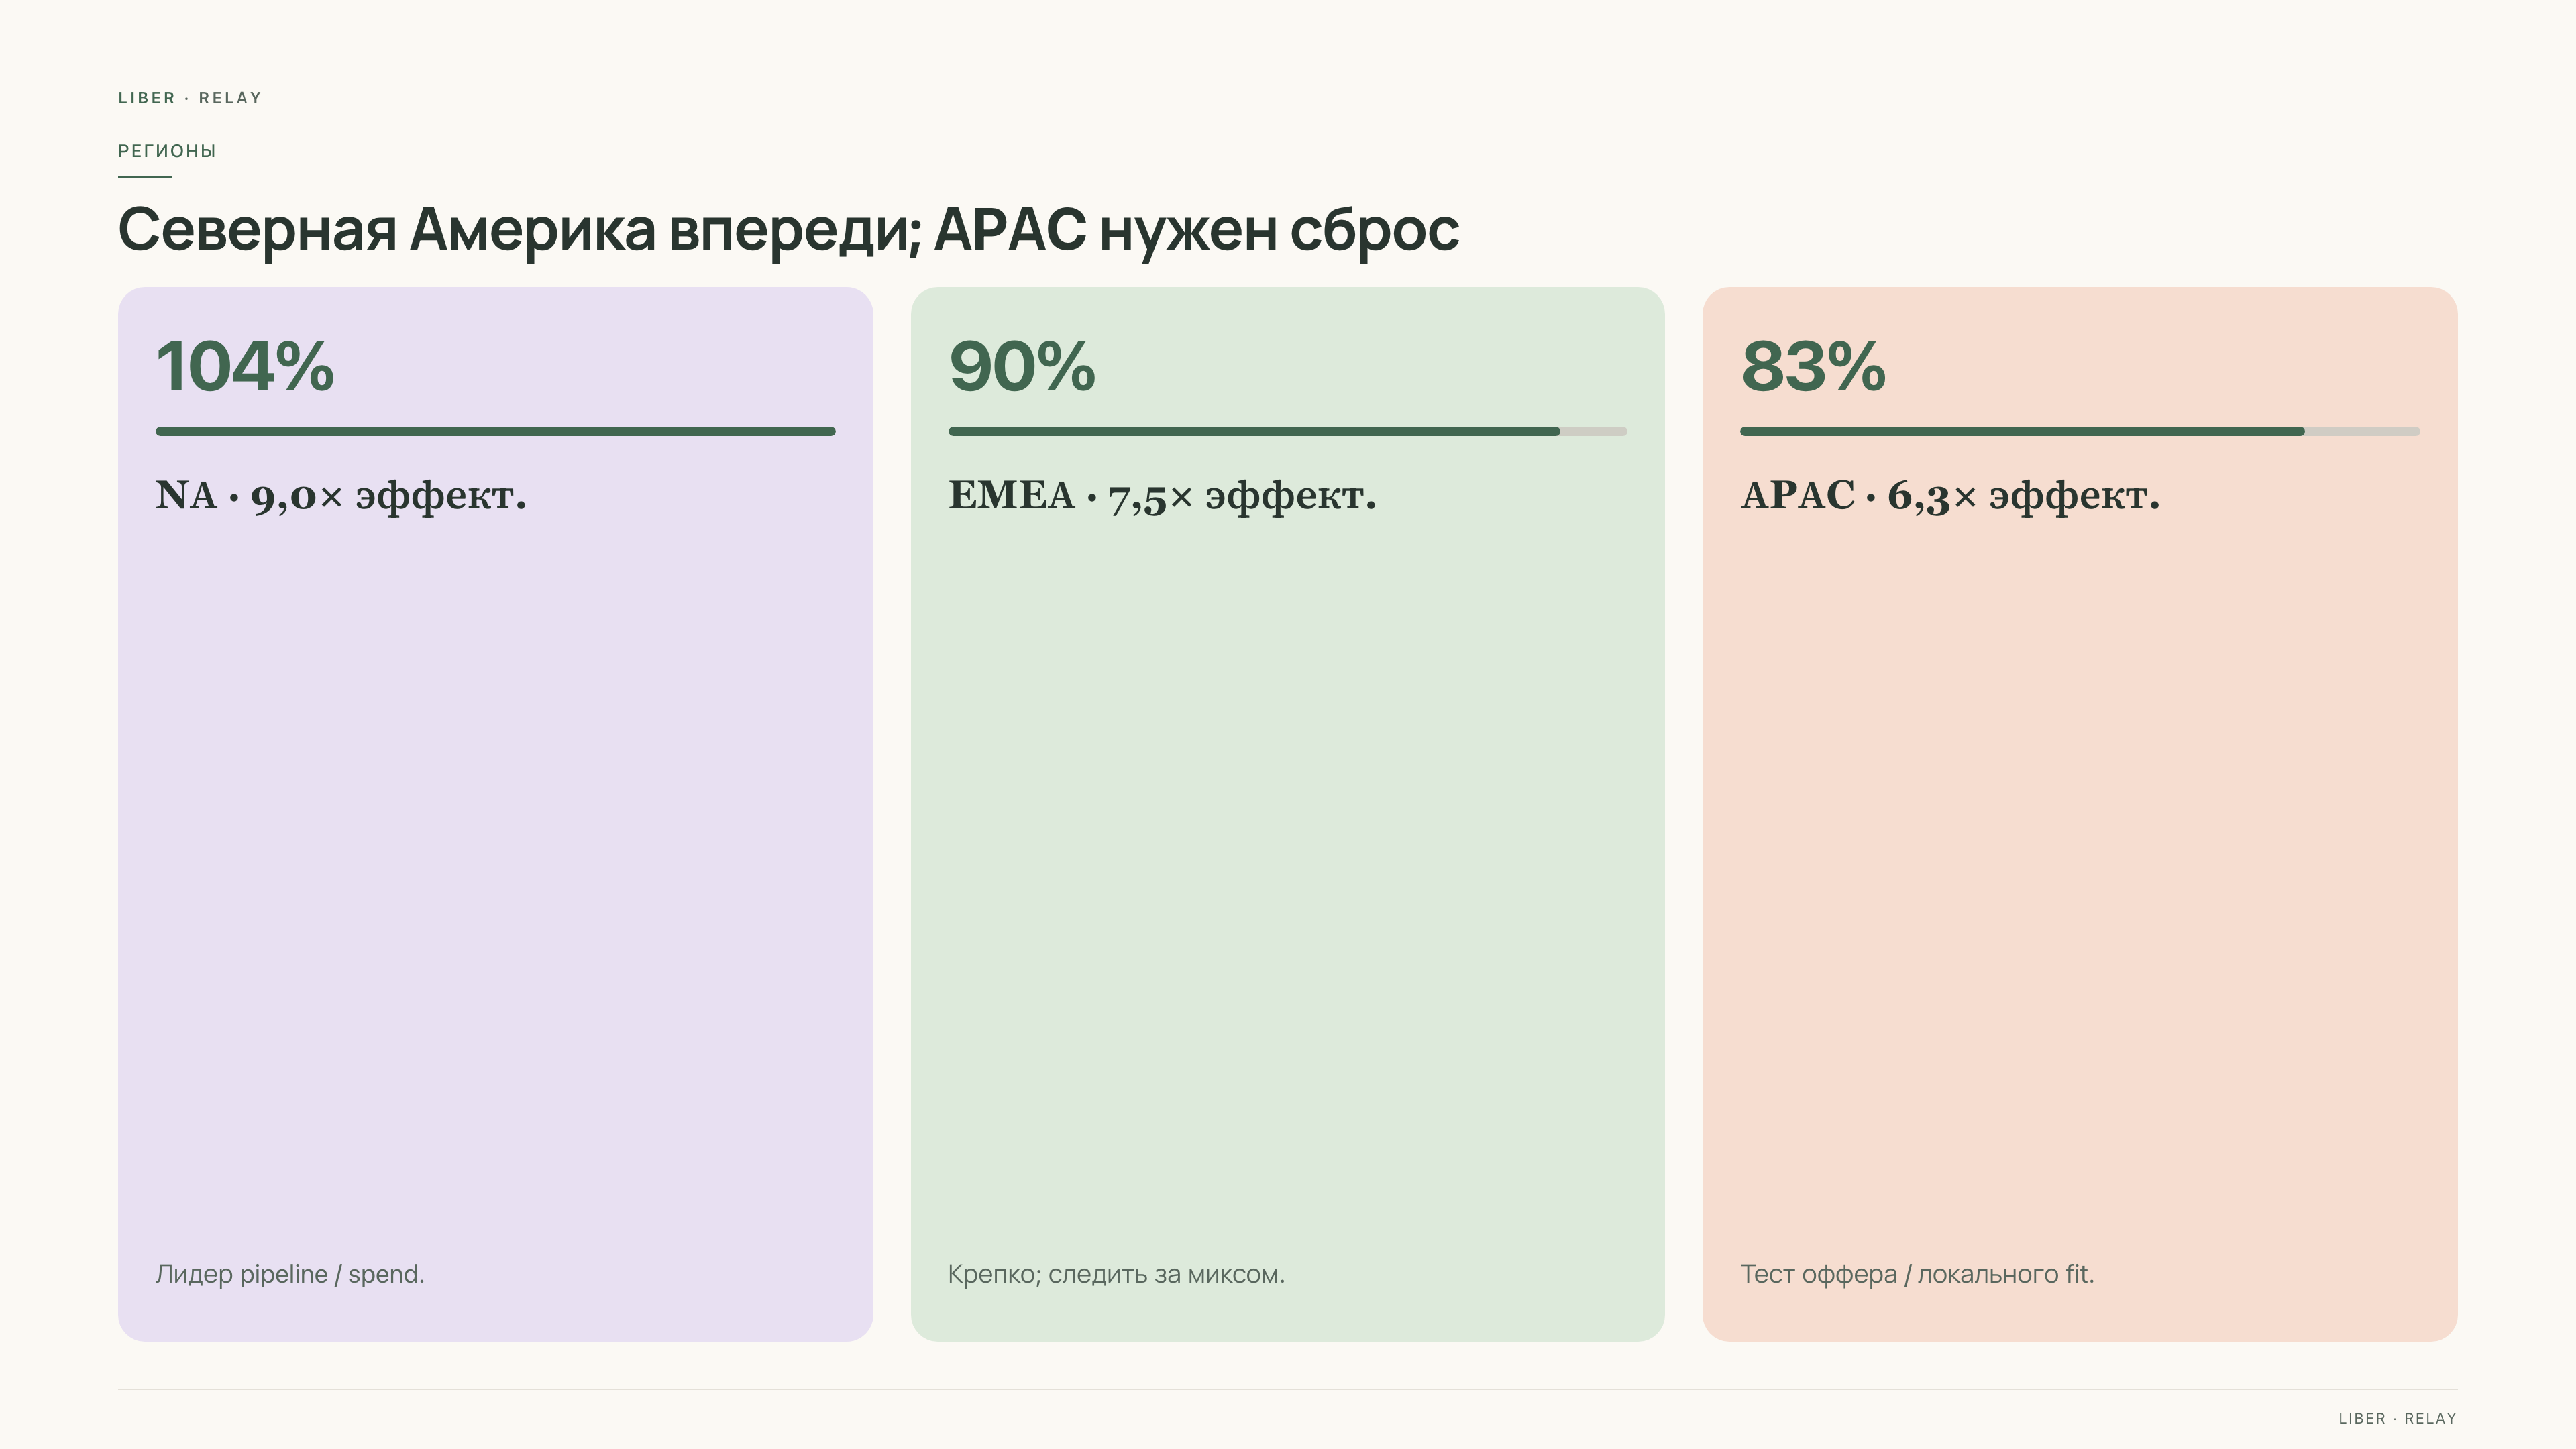 LIBER · RELAY
РЕГИОНЫ
Северная Америка впереди; APAC нужен сброс
104%
NA · 9,0× эффект.
Лидер pipeline / spend.
90%
EMEA · 7,5× эффект.
Крепко; следить за миксом.
83%
APAC · 6,3× эффект.
Тест оффера / локального fit.
LIBER · RELAY